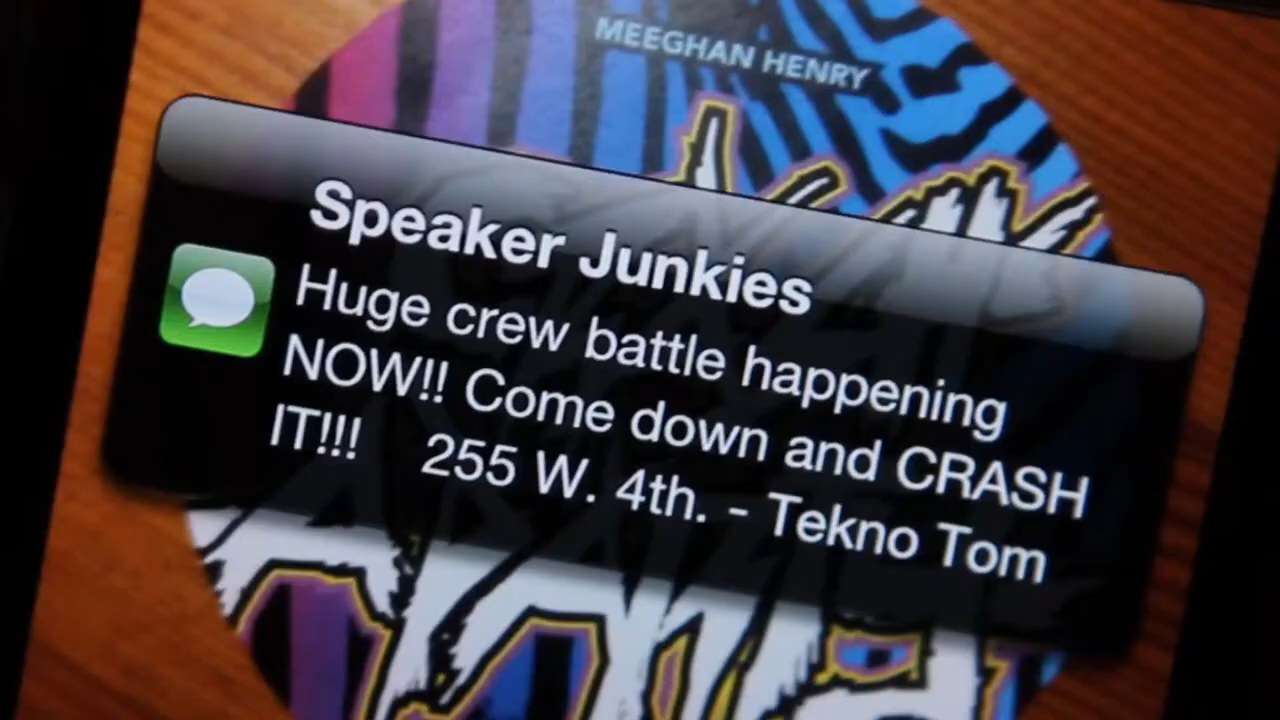 MEEGHAN HENRY
Speaker Junkies
Huge crew battle happening
NOW!! Come down and CRASH
IT!!! 255 W. 4th. - Tekno Tom